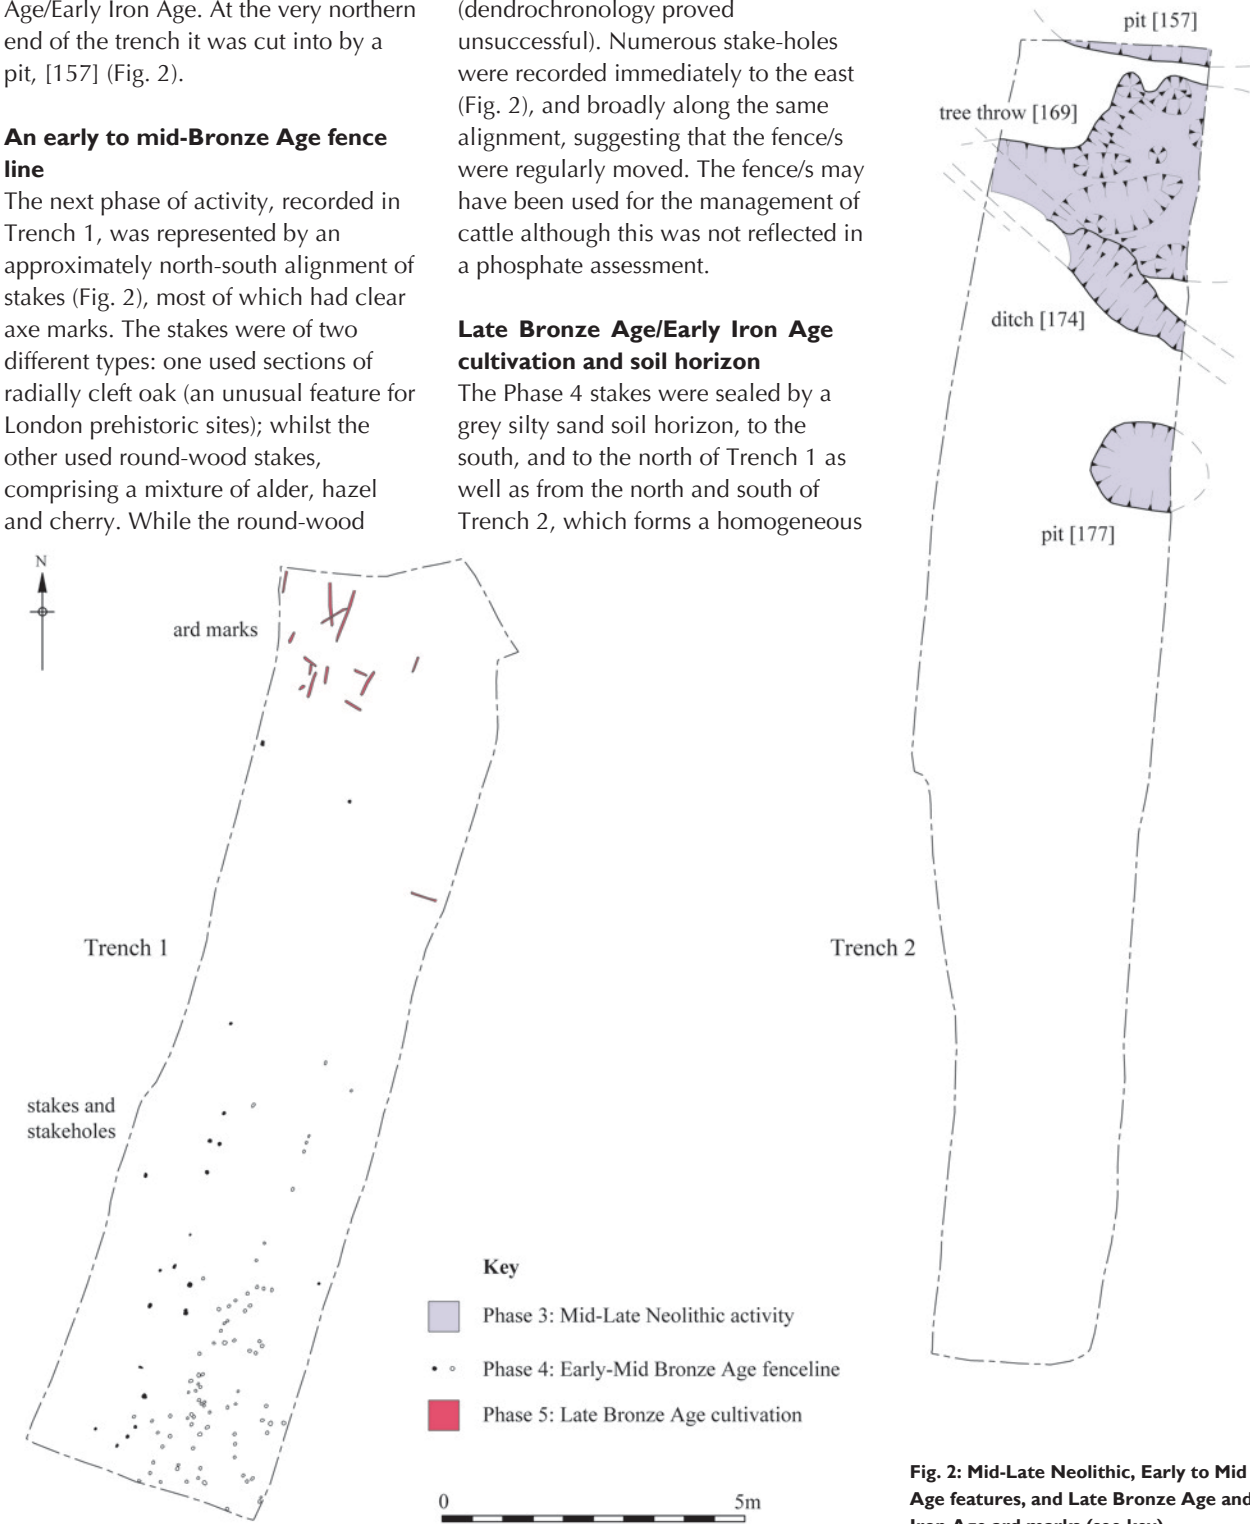 Age/Early Iron Age. At the very northern
end of the trench it was cut into by a
pit, [157] (Fig. 2).
An early to mid-Bronze Age fence
line
The next phase of activity, recorded in
Trench 1, was represented by an
approximately north-south alignment of
stakes (Fig. 2), most of which had clear
axe marks. The stakes were of two
different types: one used sections of
radially cleft oak (an unusual feature for
London prehistoric sites); whilst the
other used round-wood stakes,
comprising a mixture of alder, hazel
and cherry. While the round-wood
(dendrochronology proved
unsuccessful). Numerous stake-holes
were recorded immediately to the east
(Fig. 2), and broadly along the same
alignment, suggesting that the fence/s
were regularly moved. The fence/s may
have been used for the management of
cattle although this was not reflected in
a phosphate assessment.
Late Bronze Age/Early Iron Age
cultivation and soil horizon
The Phase 4 stakes were sealed by a
grey silty sand soil horizon, to the
south, and to the north of Trench 1 as
well as from the north and south of
Trench 2, which forms a homogeneous
pit [157]
tree throw [169]
ditch [174]
pit [177]
N
ard marks
Trench 1
Trench 2
stakes and
stakeholes
Key
Phase 3: Mid-Late Neolithic activity
Phase 4: Early-Mid Bronze Age fenceline
Phase 5: Late Bronze Age cultivation
0 5m
Fig. 2: Mid-Late Neolithic, Early to Mid
Age features, and Late Bronze Age and
Iron Age ard marks (see key)